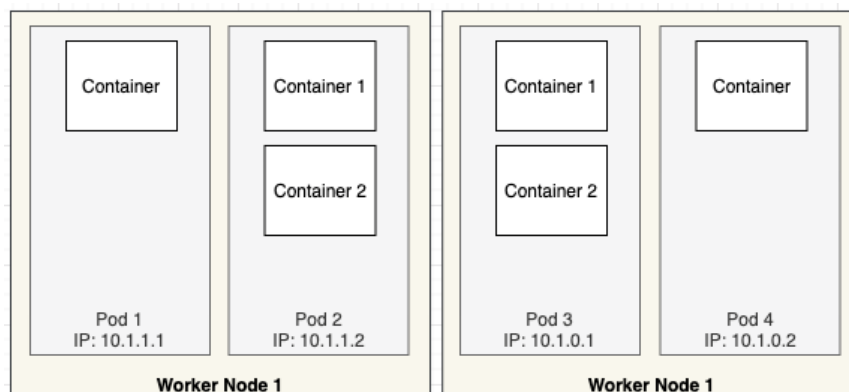 Container
Container 1
Container 2
Pod 1
IP: 10.1.1.1
Pod 2
IP: 10.1.1.2
Worker Node 1
Container 1
Container 2
Container
Pod 3
IP: 10.1.0.1
Pod 4
IP: 10.1.0.2
Worker Node 1